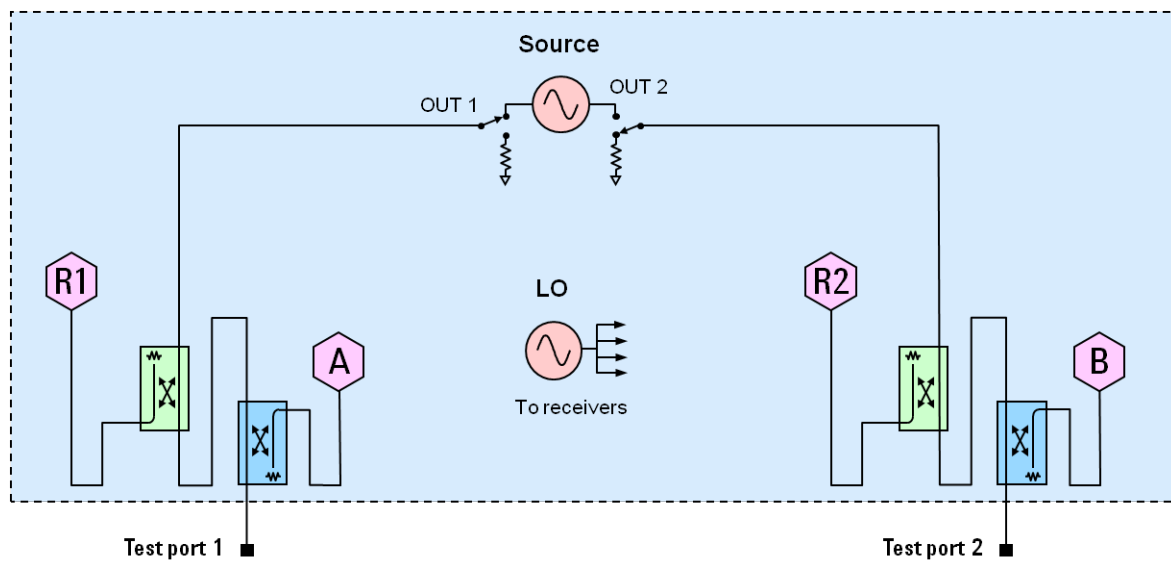 Source
OUT 1
OUT 2
R1
LO
R2
A
B
To receivers
Test port 1
Test port 2